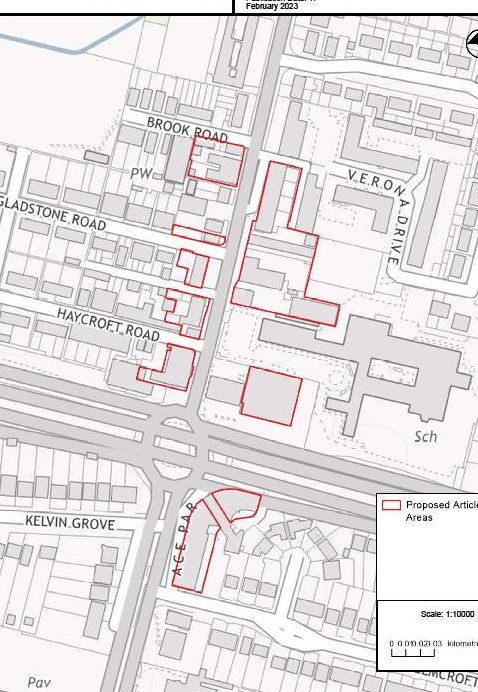 February 2023
BROOK ROAD
PW
VERONA DRIVE
GLADSTONE ROAD
HAYCROFT ROAD
Sch
KELVIN GROVE
ACE PAR
Proposed Article
Areas
Scale: 1:10000
kilometre
Pav